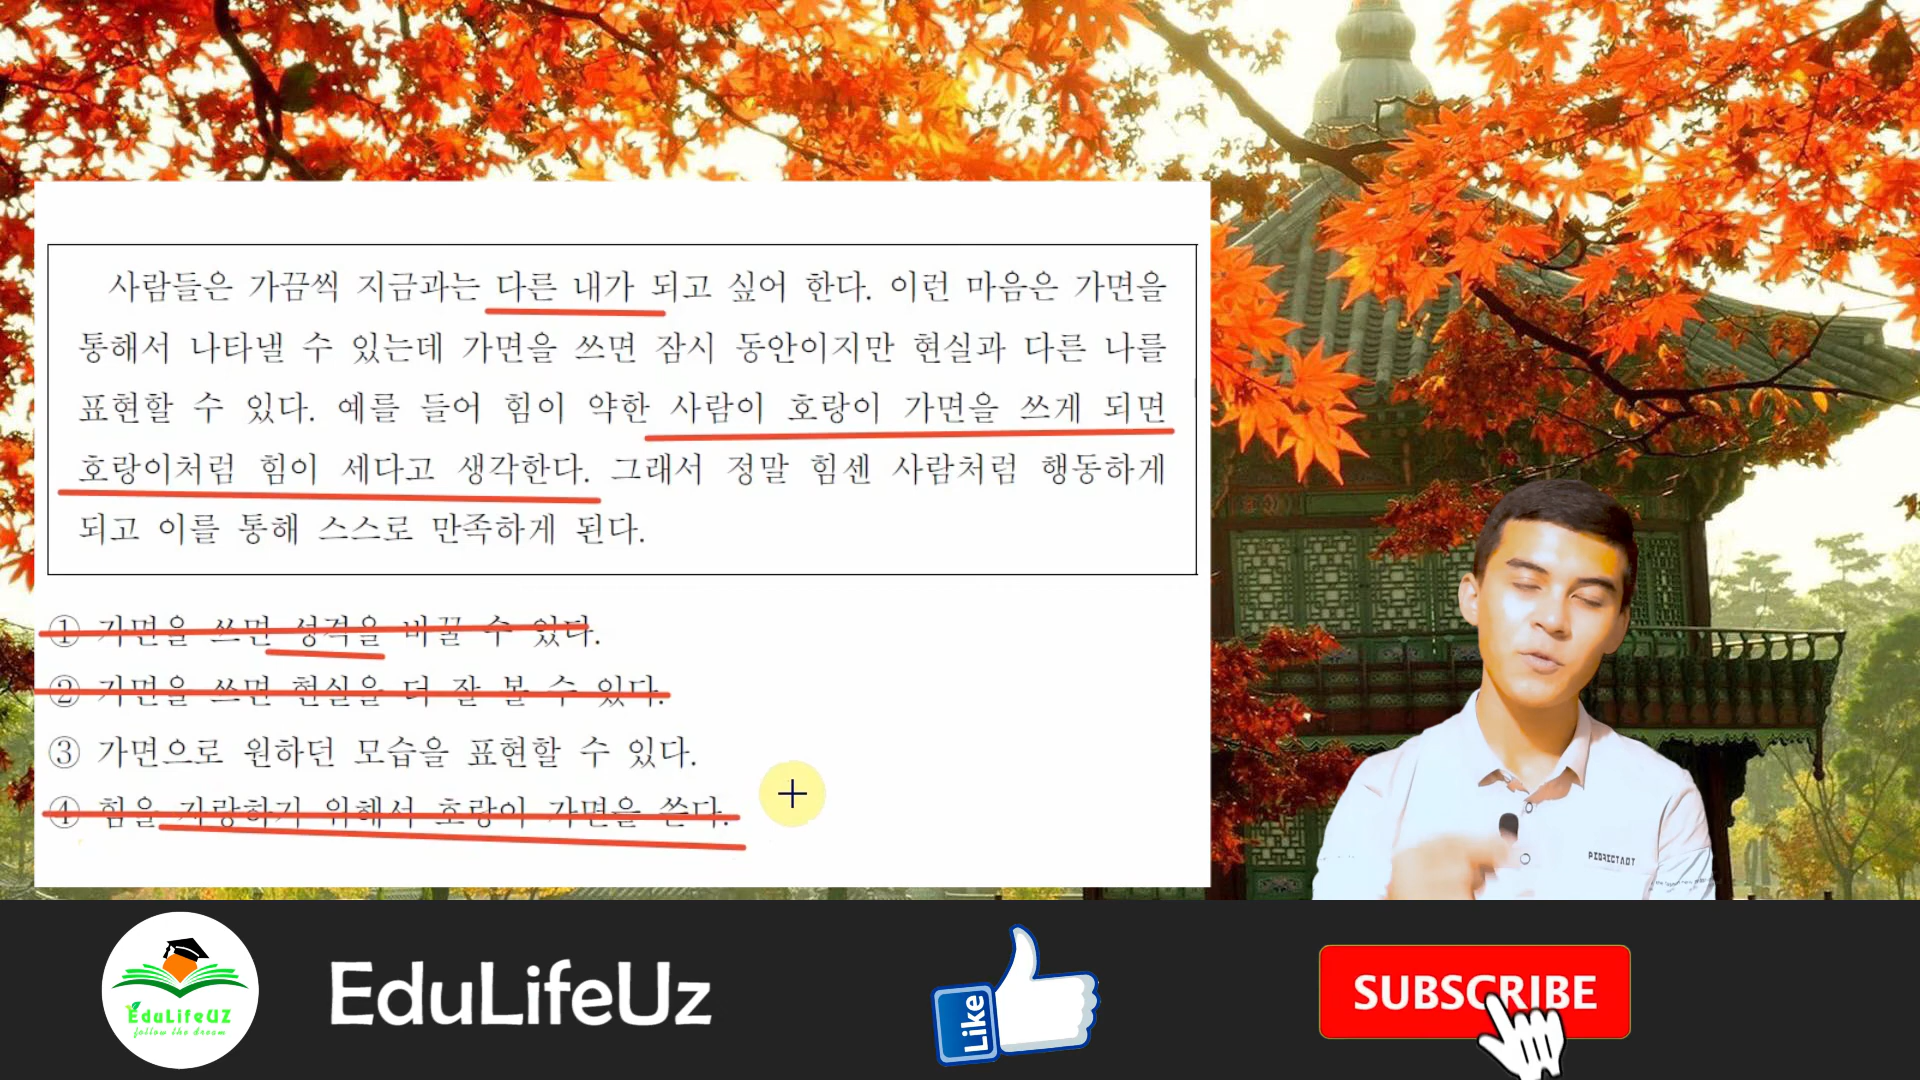 사람들은 가끔씩 지금과는 다른 내가 되고 싶어 한다. 이런 마음은 가면을
통해서 나타낼 수 있는데 가면을 쓰면 잠시 동안이지만 현실과 다른 나를
표현할 수 있다. 예를 들어 힘이 약한 사람이 호랑이 가면을 쓰게 되면
호랑이처럼 힘이 세다고 생각한다. 그래서 정말 힘센 사람처럼 행동하게
되고 이를 통해 스스로 만족하게 된다.
① 가면을 쓰면 성격을 바꿀 수 있다.
② 가면을 쓰면 현실을 더 잘 볼 수 있다.
③ 가면으로 원하던 모습을 표현할 수 있다.
④ 힘을 자랑하기 위해서 호랑이 가면을 쓴다.
EduLifeUZ
follow the dream
EduLifeUz
Like
SUBSCRIBE